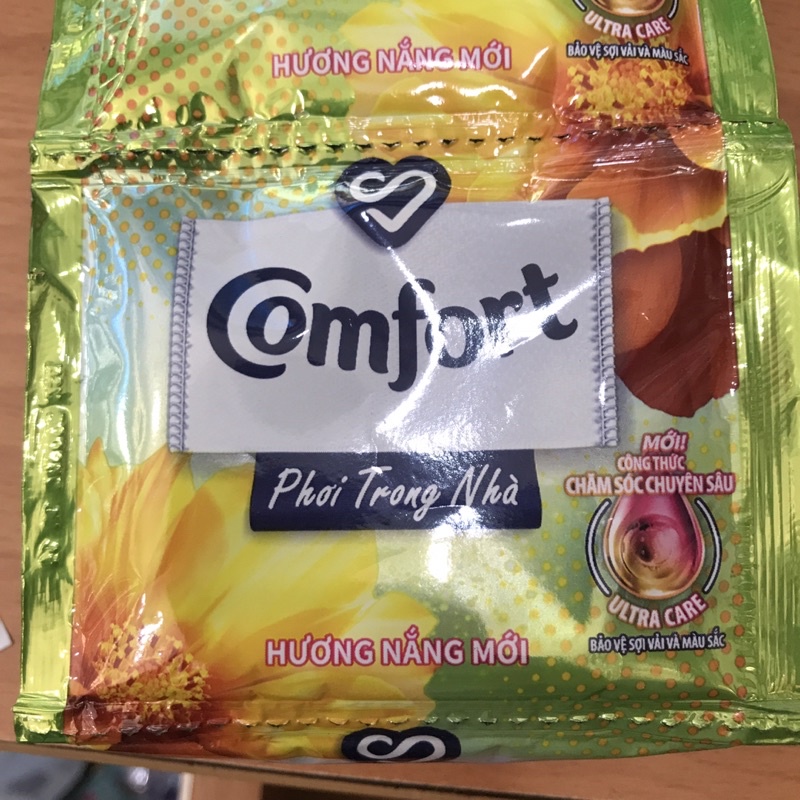 ULTRA CARE
HƯƠNG NẮNG MỚI
BẢO VỆ SỢI VẢI VÀ MÀU SẮC
Comfort
Phơi Trong Nhà
MỚI!
CÔNG THỨC
CHĂM SÓC CHUYÊN SÂU
ULTRA CARE
HƯƠNG NẮNG MỚI
BẢO VỆ SỢI VẢI VÀ MÀU SẮC